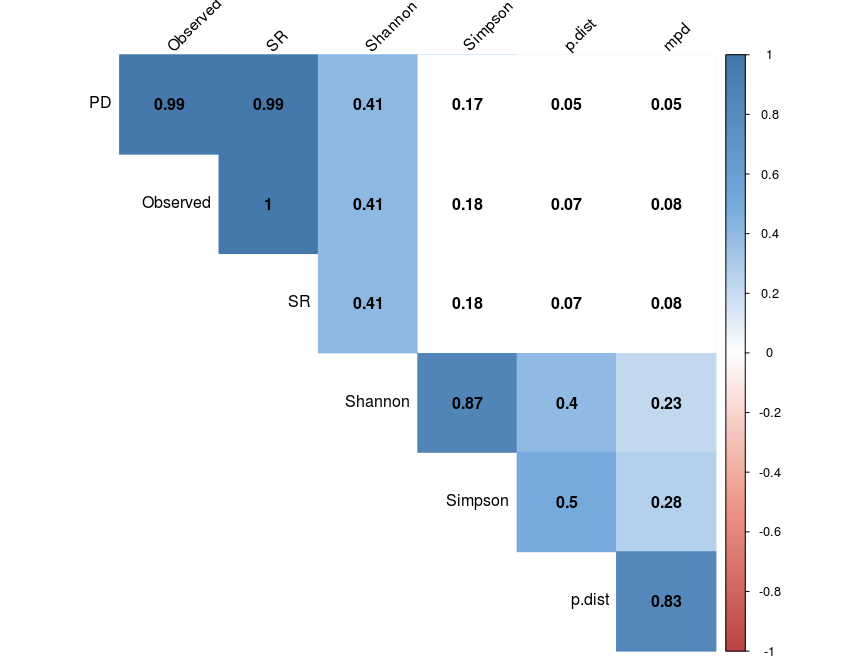 Observed SR Shannon Simpson p.dist mpd
PD 0.99 0.99 0.41 0.17 0.05 0.05
Observed 1 0.41 0.18 0.07 0.08
SR 0.41 0.18 0.07 0.08
Shannon 0.87 0.4 0.23
Simpson 0.5 0.28
p.dist 0.83
1
0.8
0.6
0.4
0.2
0
-0.2
-0.4
-0.6
-0.8
-1